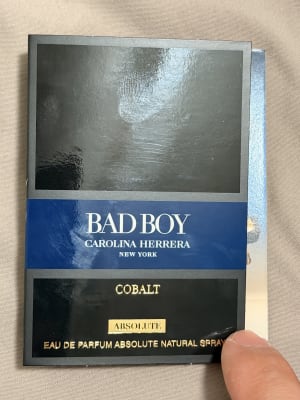 BAD BOY
CAROLINA HERRERA
NEW YORK
COBALT
ABSOLUTE
EAU DE PARFUM ABSOLUTE NATURAL SPRAY